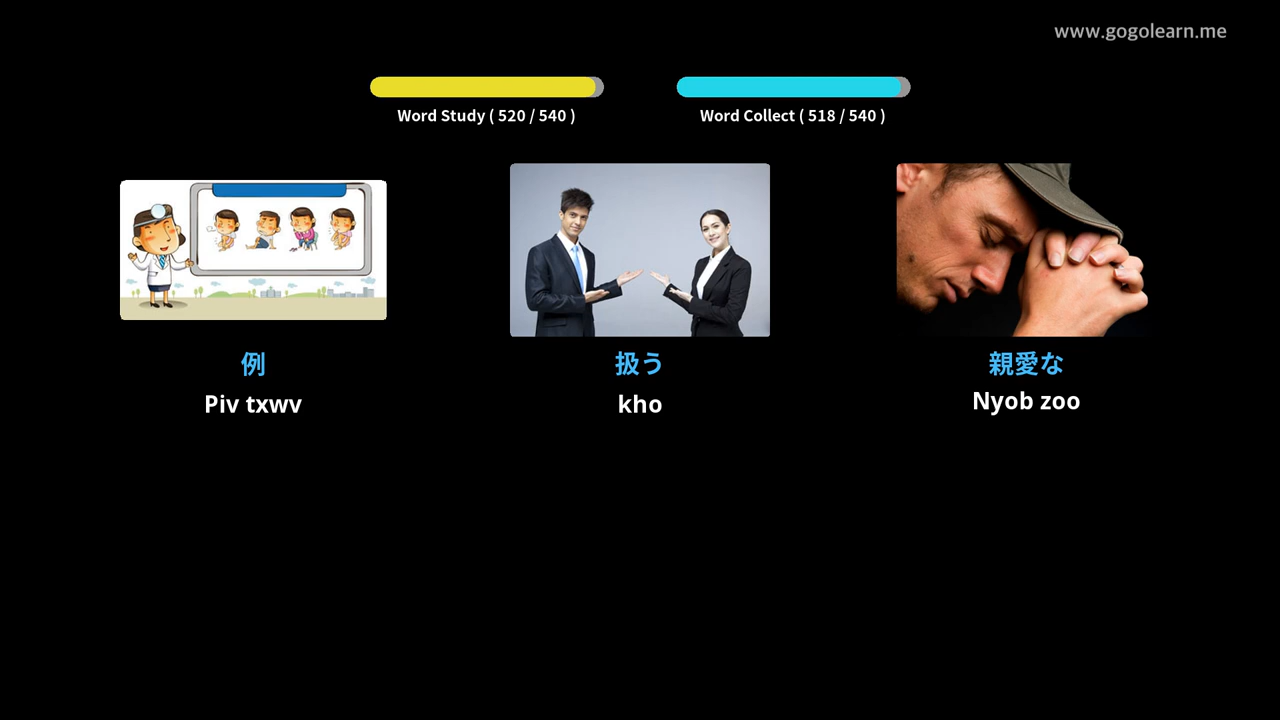 www.gogolearn.me
Word Study ( 520 / 540 )
Word Collect ( 518 / 540 )
例
扱う
親愛な
Piv txwv
kho
Nyob zoo